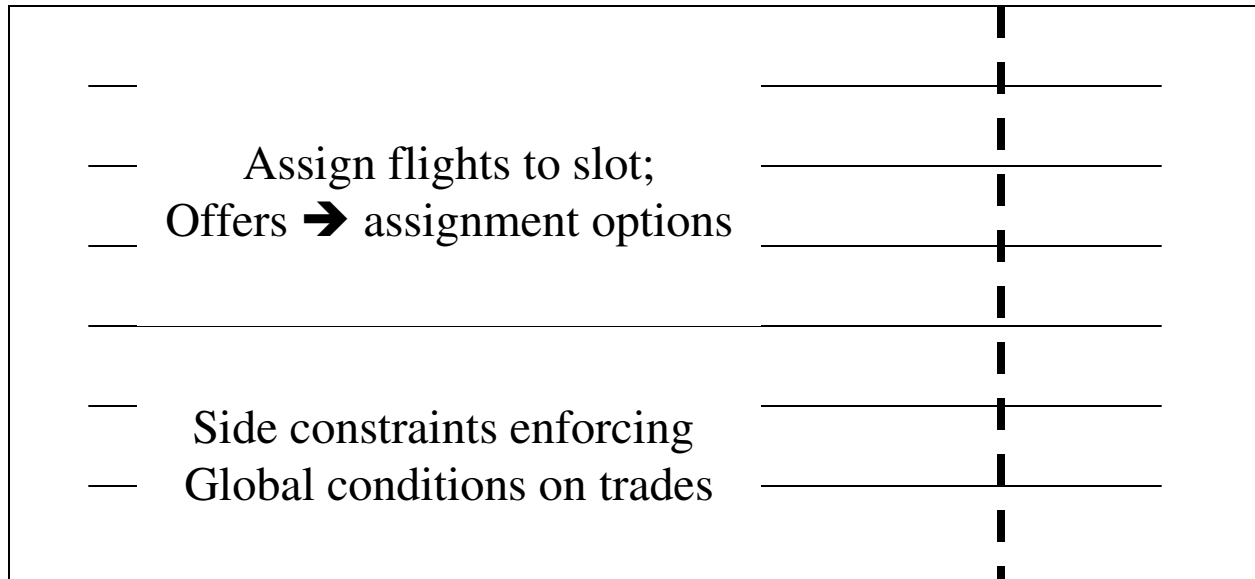 Assign flights to slot;
Offers ➔ assignment options
Side constraints enforcing
Global conditions on trades